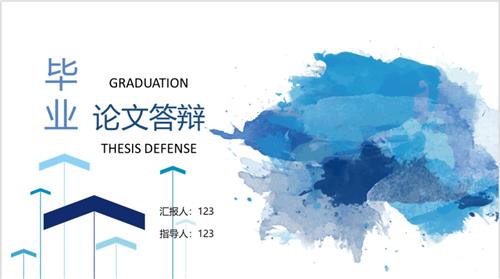 毕业
GRADUATION
论文答辩
THESIS DEFENSE
汇报人：123
指导人：123